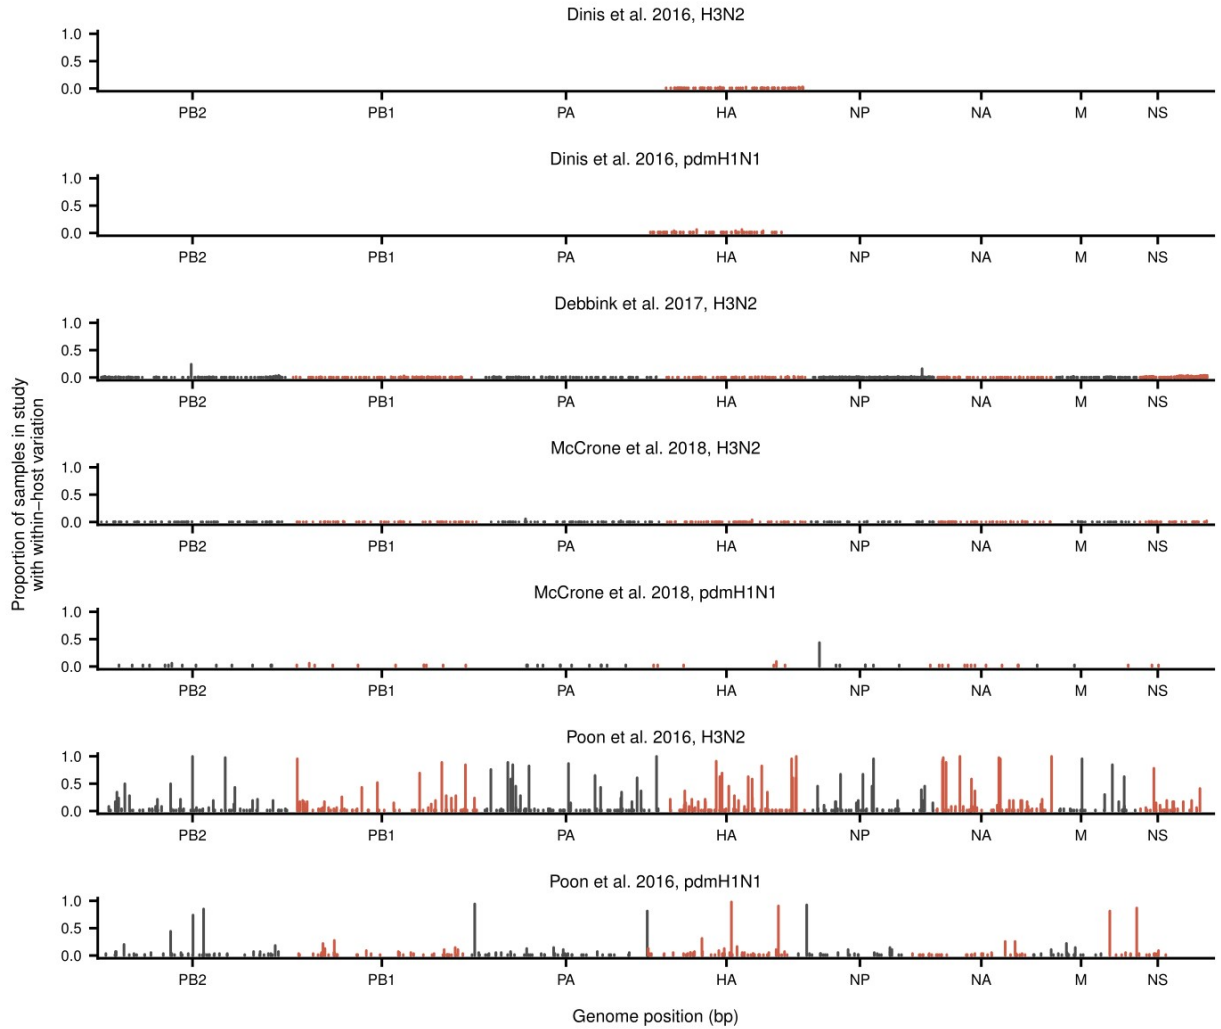 Dinis et al. 2016, H3N2
1.0
0.5
0.0
PB2 PB1 PA HA NP NA M NS
Dinis et al. 2016, pdmH1N1
1.0
0.5
0.0
PB2 PB1 PA HA NP NA M NS
Debbink et al. 2017, H3N2
1.0
0.5
0.0
PB2 PB1 PA HA NP NA M NS
Proportion of samples in study
with within−host variation
McCrone et al. 2018, H3N2
1.0
0.5
0.0
PB2 PB1 PA HA NP NA M NS
McCrone et al. 2018, pdmH1N1
1.0
0.5
0.0
PB2 PB1 PA HA NP NA M NS
Poon et al. 2016, H3N2
1.0
0.5
0.0
PB2 PB1 PA HA NP NA M NS
Poon et al. 2016, pdmH1N1
1.0
0.5
0.0
PB2 PB1 PA HA NP NA M NS
Genome position (bp)